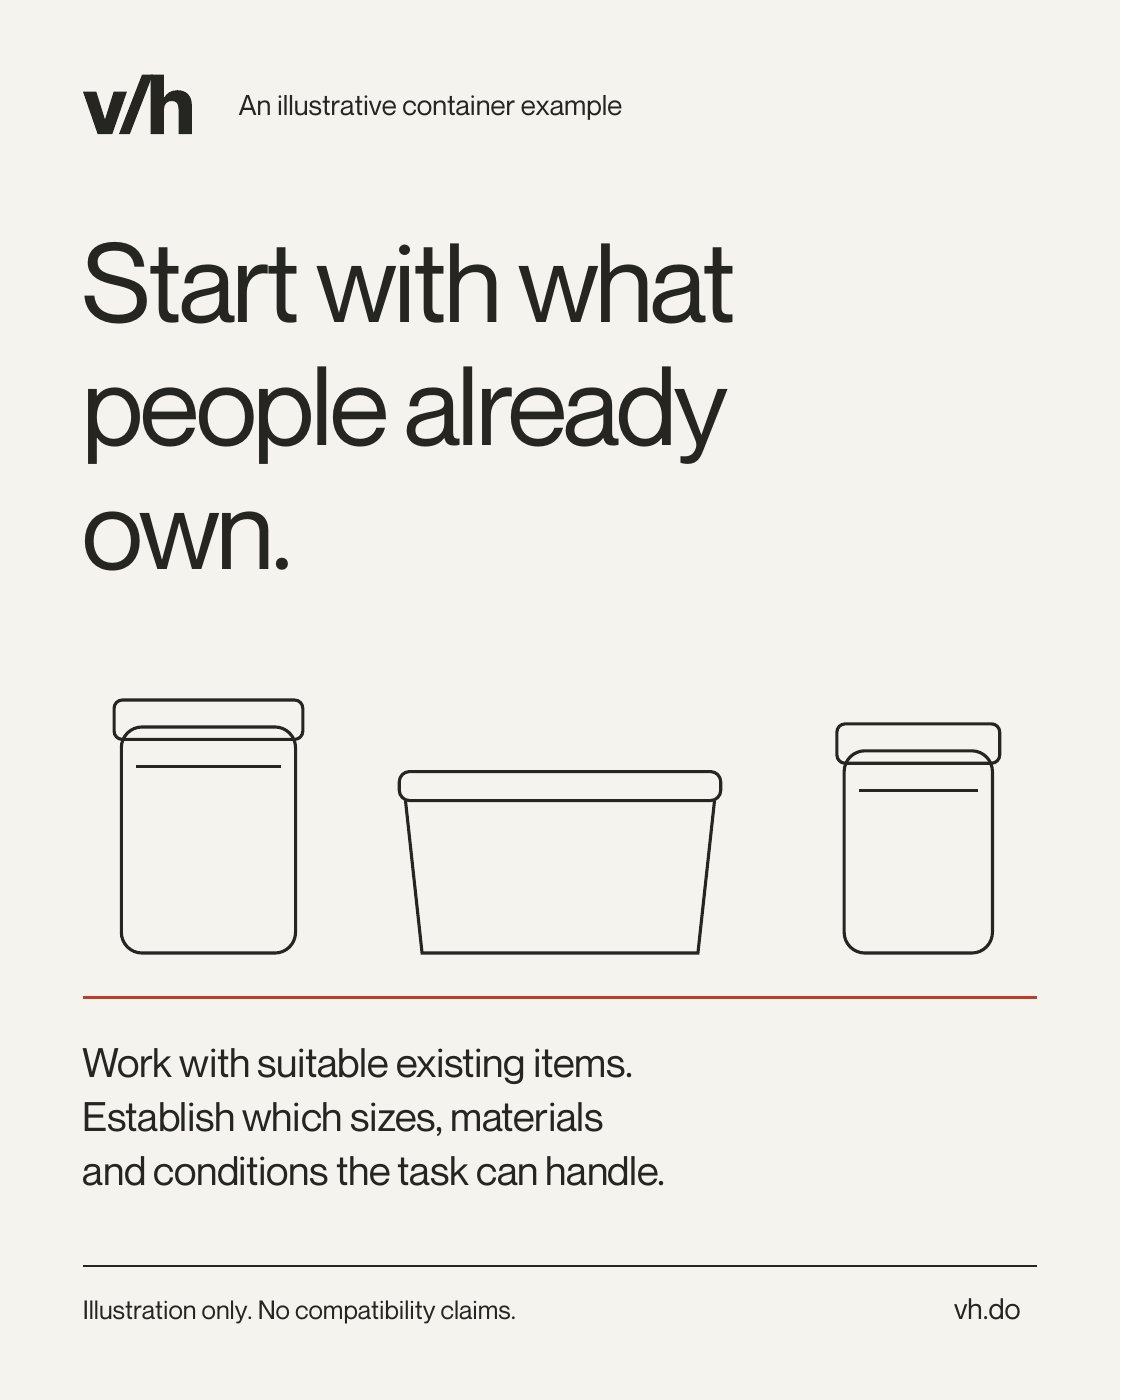 v/h
An illustrative container example
Start with what
people already
own.
Work with suitable existing items.
Establish which sizes, materials
and conditions the task can handle.
Illustration only. No compatibility claims.
vh.do